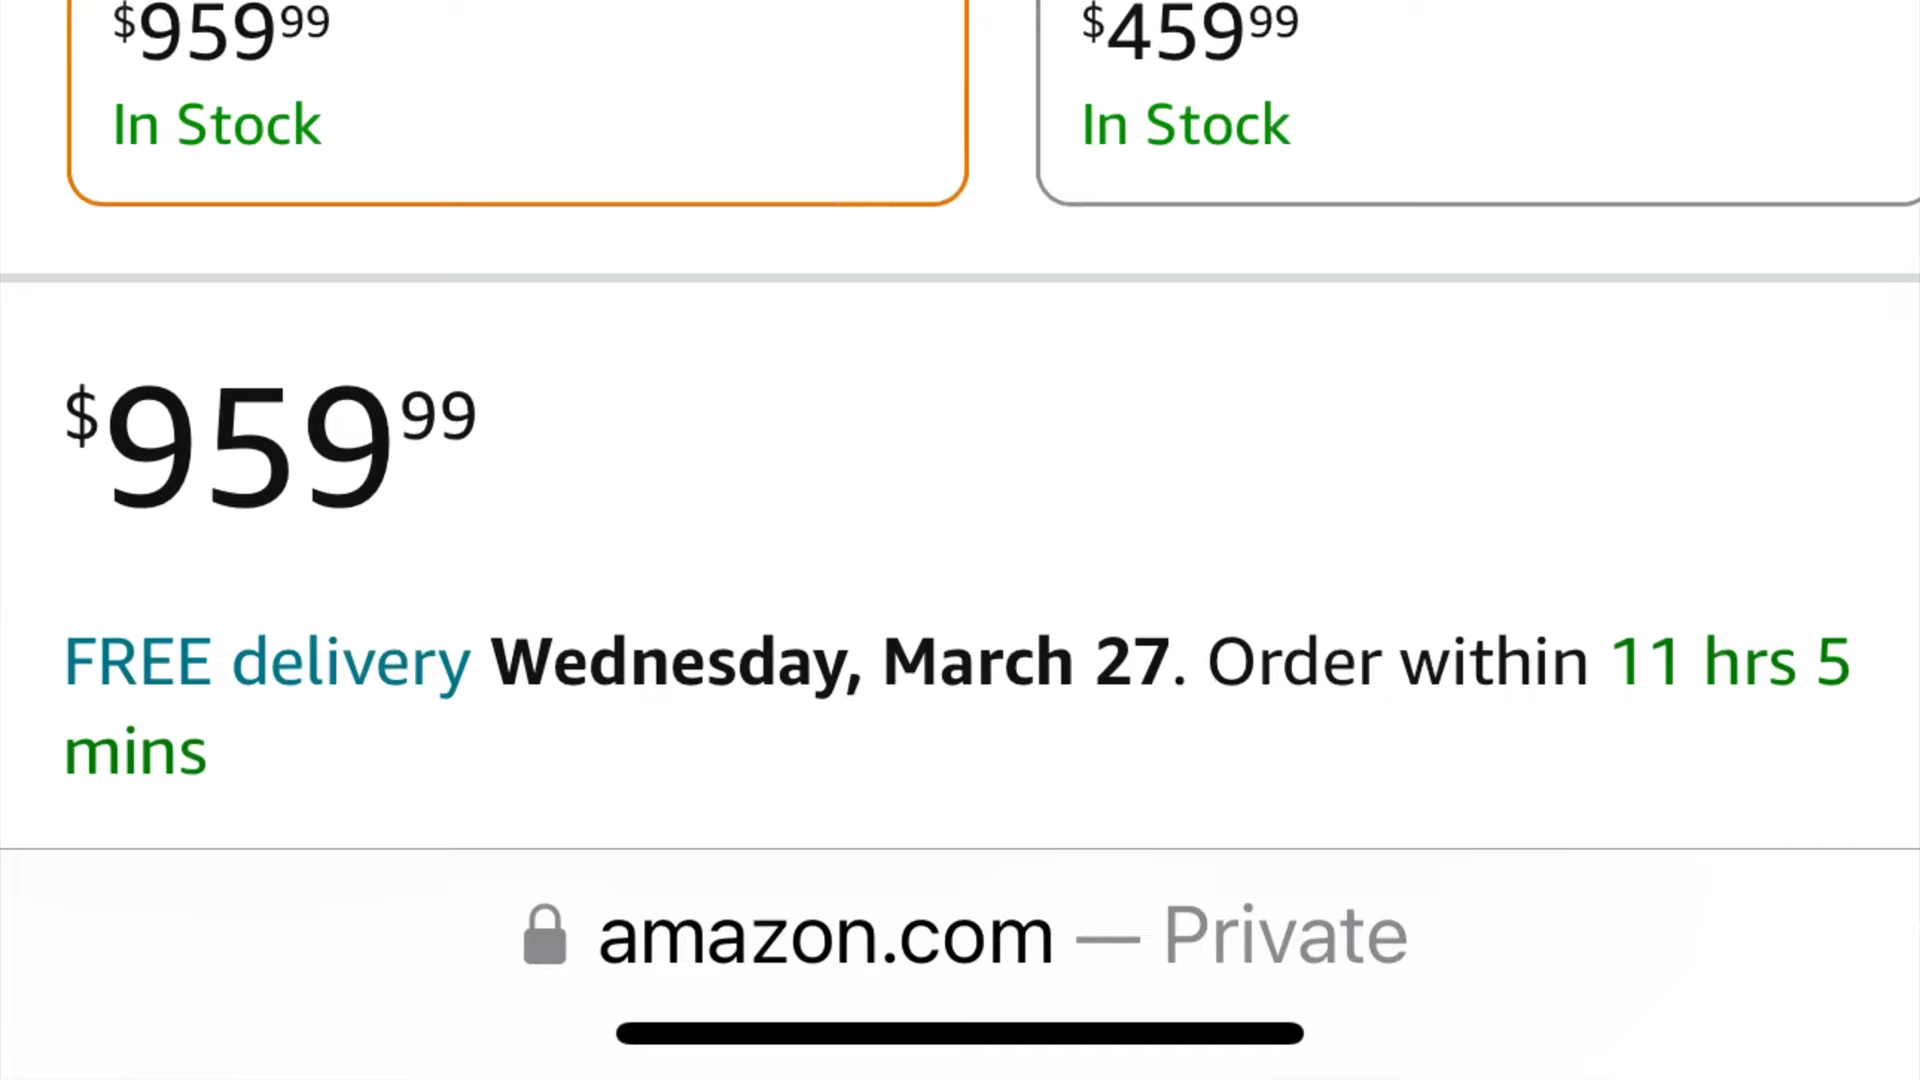 $959 99 $459 99
In Stock In Stock
$959 99
FREE delivery Wednesday, March 27. Order within 11 hrs 5
mins
amazon.com — Private